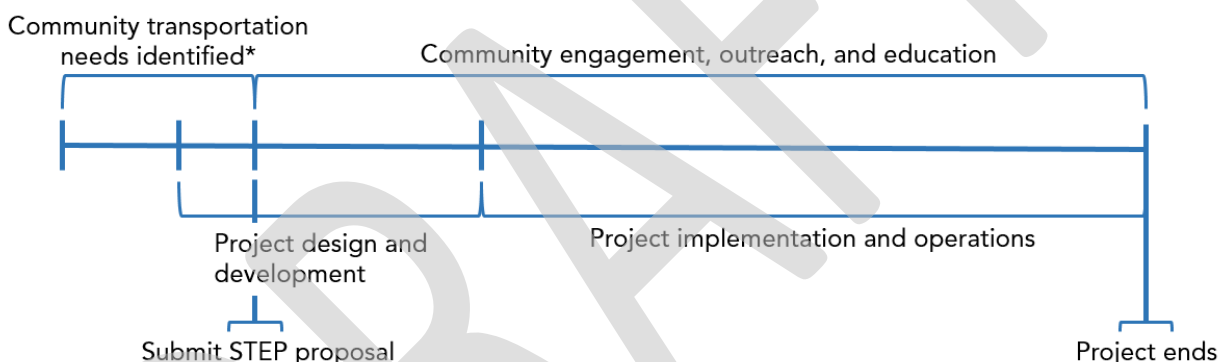 Community transportation
needs identified*
Community engagement, outreach, and education
Project design and
development
Project implementation and operations
Submit STEP proposal
Project ends
DRAFT